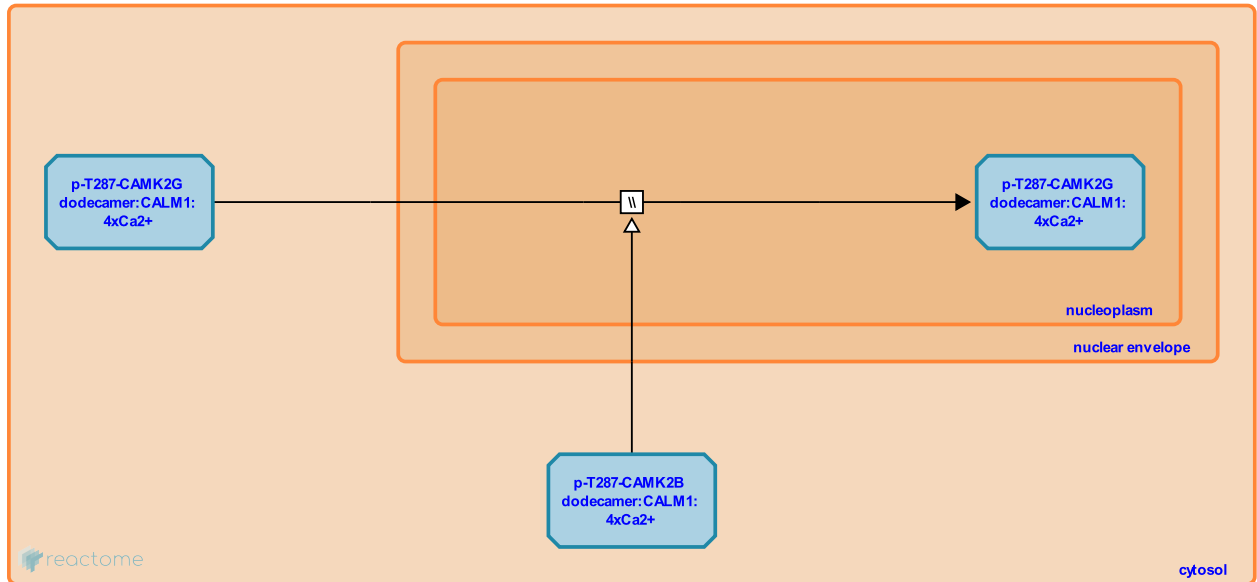 p-T287-CAMK2G
dodecamer:CALM1:
4xCa2+
\\
p-T287-CAMK2G
dodecamer:CALM1:
4xCa2+
nucleoplasm
nuclear envelope
p-T287-CAMK2B
dodecamer:CALM1:
4xCa2+
reactome
cytosol